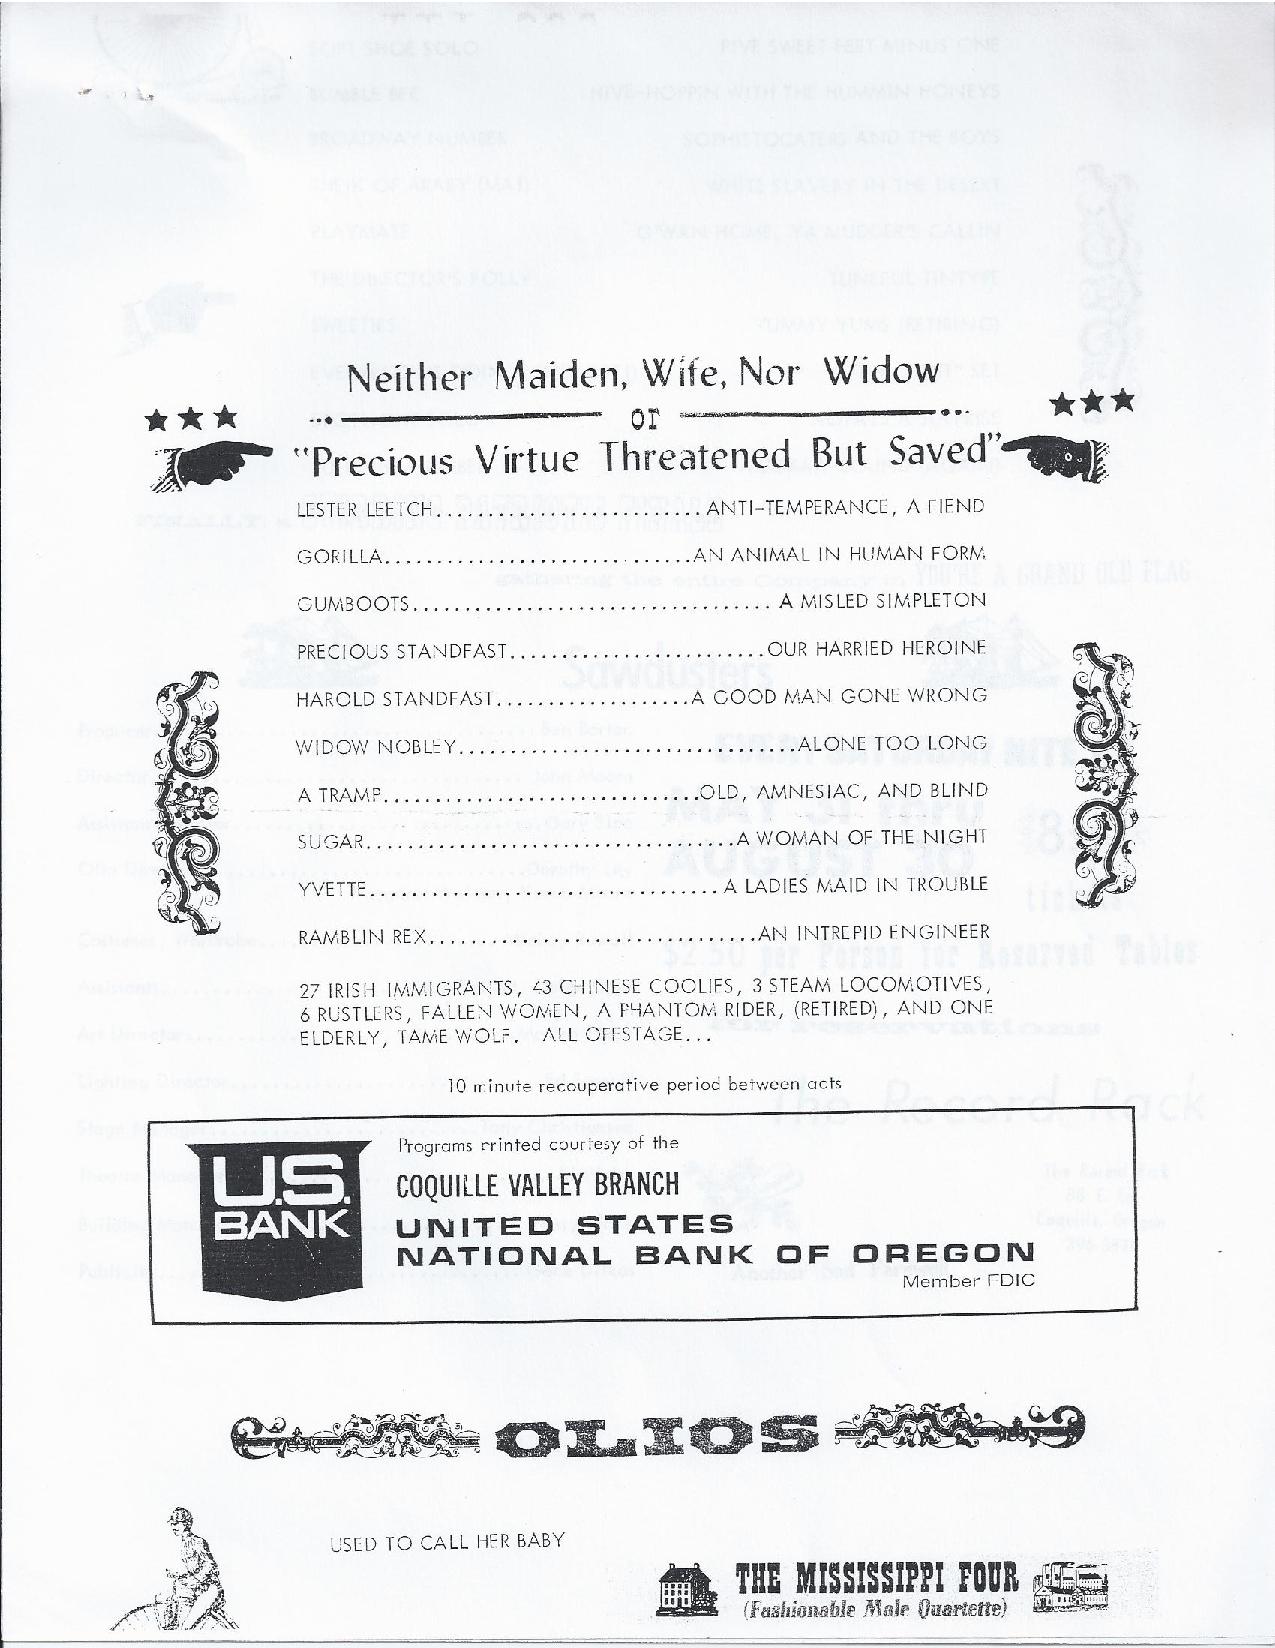 Neither Maiden, Wife, Nor Widow
or
"Precious Virtue Threatened But Saved"
LESTER LEETCH..........................ANTI-TEMPERANCE, A FIEND
GORILLA..............................AN ANIMAL IN HUMAN FORM
GUMBOOTS................................... A MISLED SIMPLETON
PRECIOUS STANDFAST.........................OUR HARRIED HEROINE
HAROLD STANDFAST...................A GOOD MAN GONE WRONG
WIDOW NOBLEY.................................ALONE TOO LONG
A TRAMP...............................OLD, AMNESIAC, AND BLIND
SUGAR....................................A WOMAN OF THE NIGHT
YVETTE.................................. A LADIES MAID IN TROUBLE
RAMBLIN REX................................AN INTREPID ENGINEER
27 IRISH IMMIGRANTS, 43 CHINESE COOLIES, 3 STEAM LOCOMOTIVES,
6 RUSTLERS, FALLEN WOMEN, A PHANTOM RIDER, (RETIRED), AND ONE
ELDERLY, TAME WOLF. ALL OFFSTAGE...
10 minute recouperative period between acts
Programs printed courtesy of the
U.S. BANK
COQUILLE VALLEY BRANCH
UNITED STATES
NATIONAL BANK OF OREGON
Member FDIC
OLIOS
USED TO CALL HER BABY
THE MISSISSIPPI FOUR
(Fashionable Male Quartette)